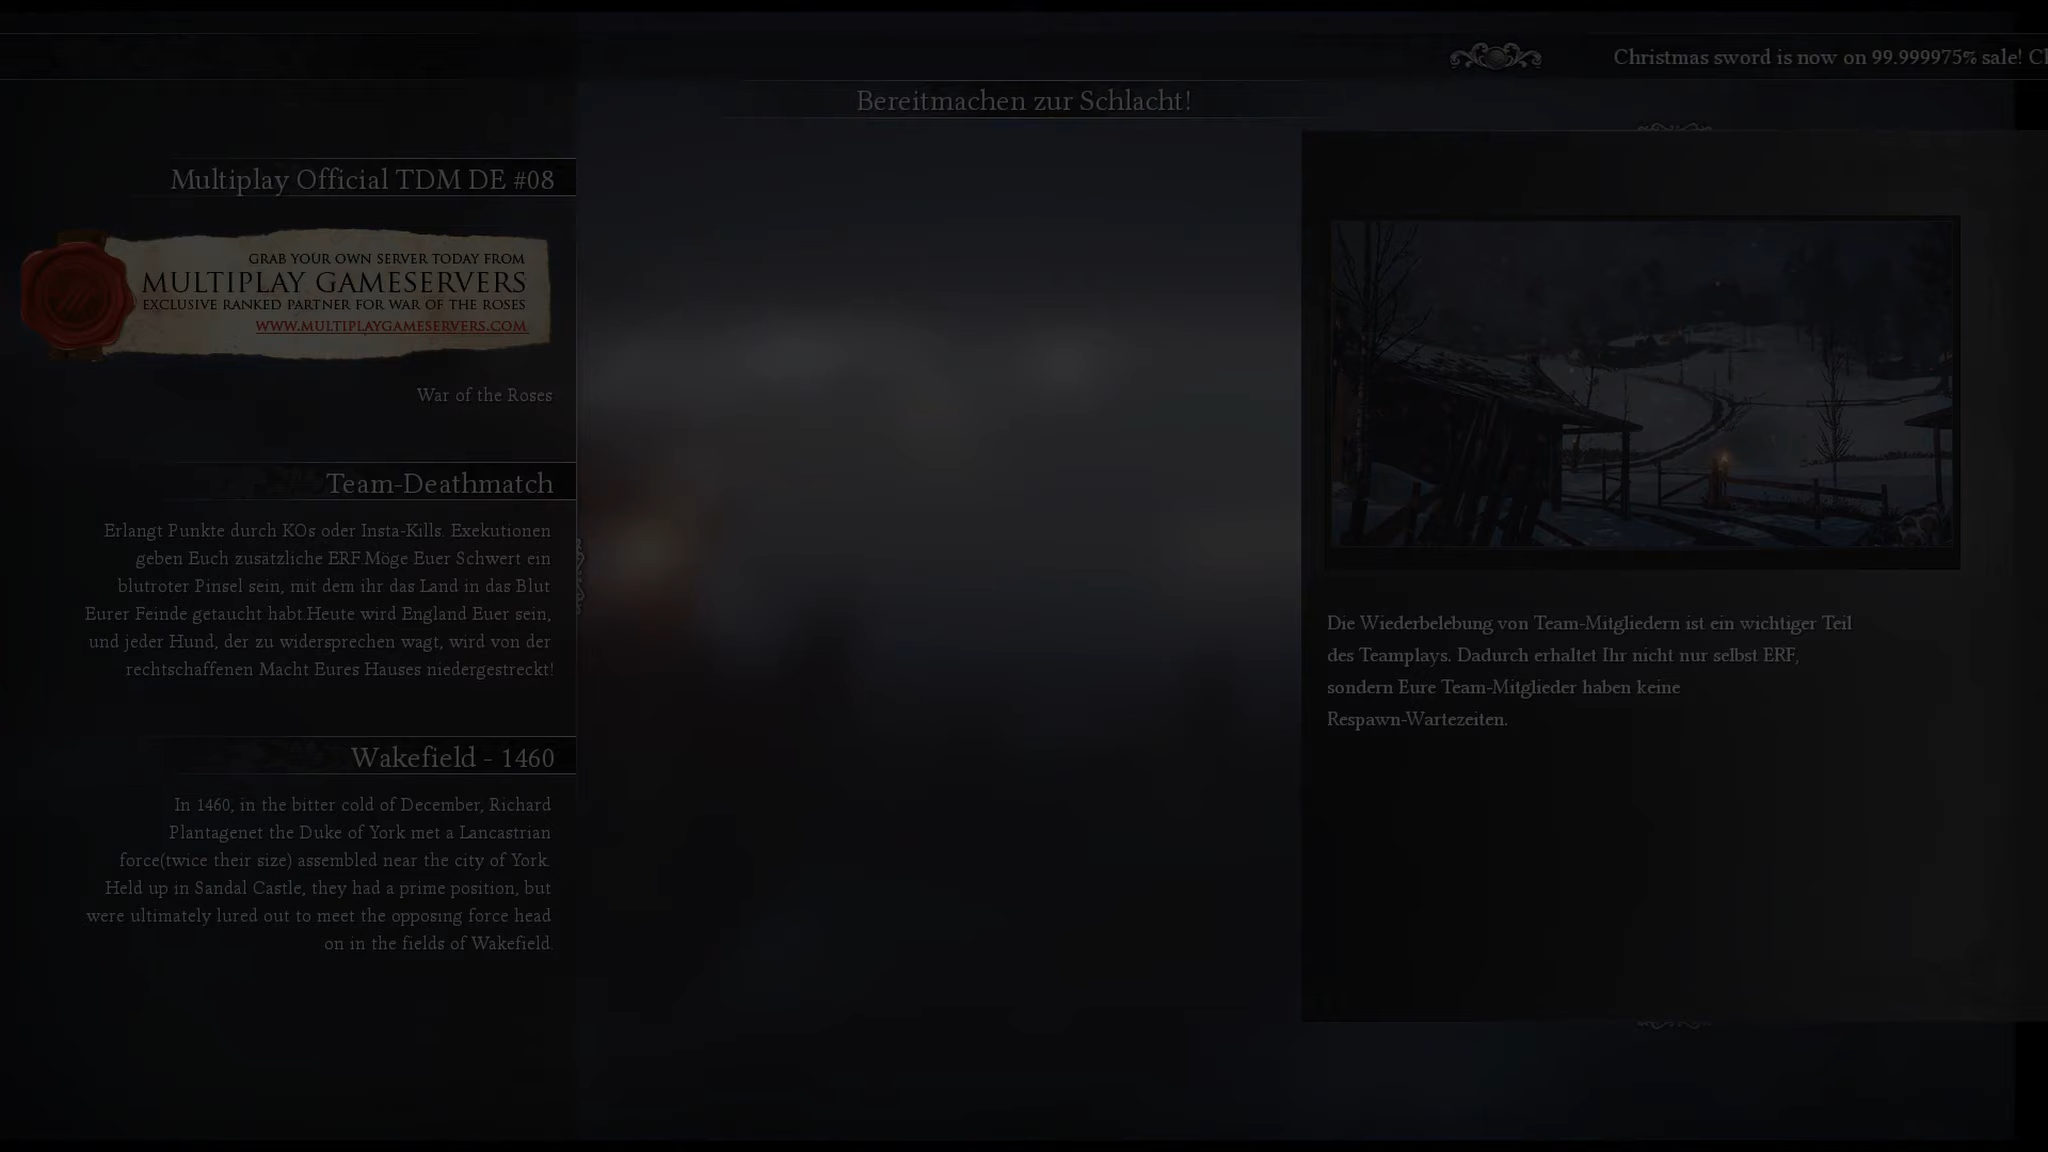 Christmas sword is now on 99.999975% sale! Cl
Bereitmachen zur Schlacht!
Multiplay Official TDM DE #08
GRAB YOUR OWN SERVER TODAY FROM
MULTIPLAY GAMESERVERS
EXCLUSIVE RANKED PARTNER FOR WAR OF THE ROSES
WWW.MULTIPLAYGAMESERVERS.COM
War of the Roses
Team-Deathmatch
Erlangt Punkte durch KOs oder Insta-Kills. Exekutionen
geben Euch zusätzliche ERF.Möge Euer Schwert ein
blutroter Pinsel sein, mit dem ihr das Land in das Blut
Eurer Feinde getaucht habt.Heute wird England Euer sein,
und jeder Hund, der zu widersprechen wagt, wird von der
rechtschaffenen Macht Eures Hauses niedergestreckt!
Wakefield - 1460
In 1460, in the bitter cold of December, Richard
Plantagenet the Duke of York met a Lancastrian
force(twice their size) assembled near the city of York.
Held up in Sandal Castle, they had a prime position, but
were ultimately lured out to meet the opposing force head
on in the fields of Wakefield.
Die Wiederbelebung von Team-Mitgliedern ist ein wichtiger Teil
des Teamplays. Dadurch erhaltet Ihr nicht nur selbst ERF,
sondern Eure Team-Mitglieder haben keine
Respawn-Wartezeiten.